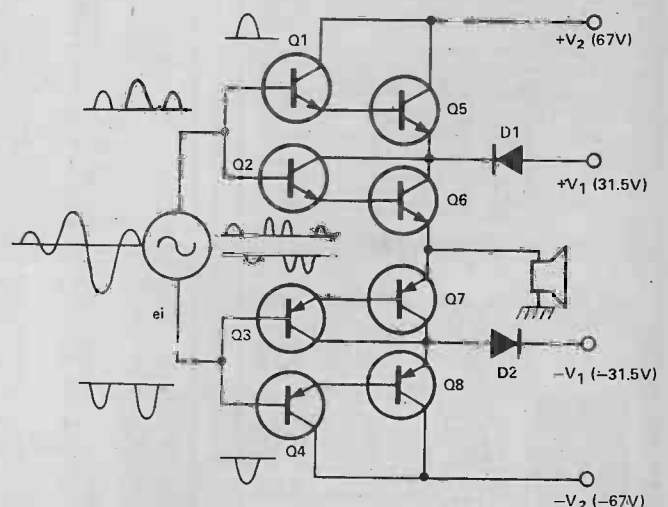 Q1
+V2 (67V)
Q5
D1
Q2
+V1 (31.5V)
Q6
ei
Q7
Q3
D2
−V1 (−31.5V)
Q8
Q4
−V2 (−67V)